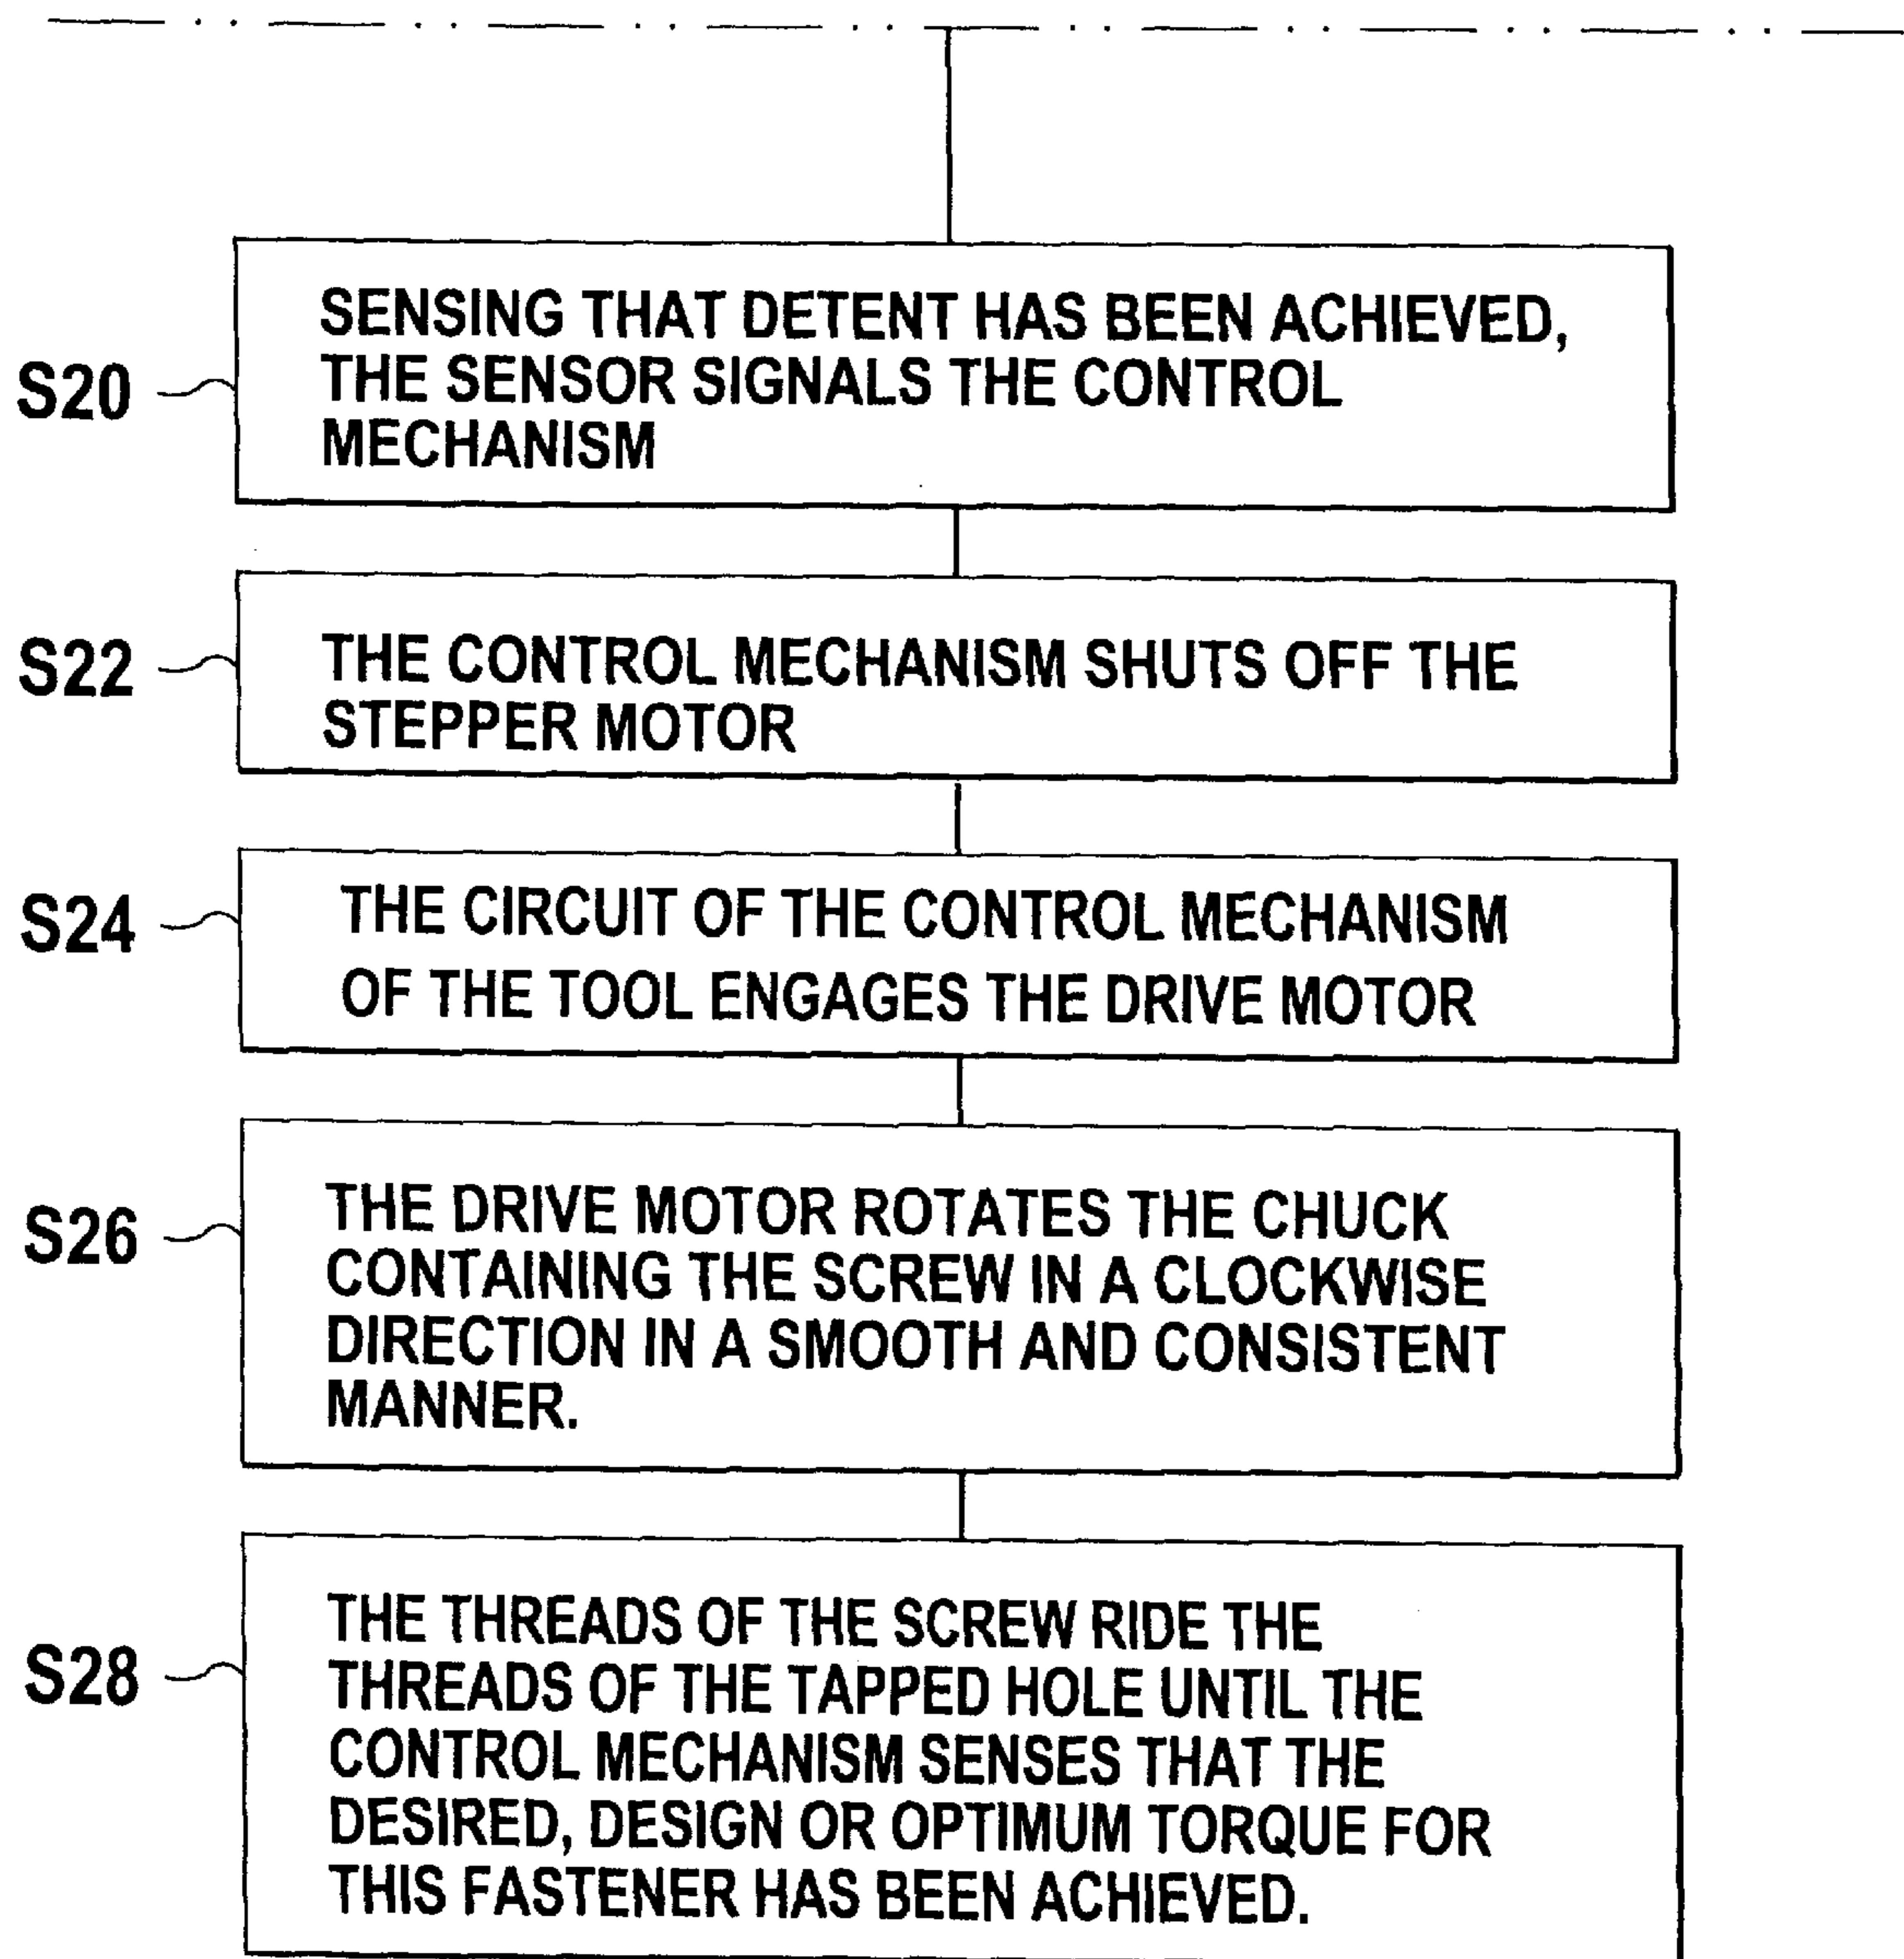 S20
SENSING THAT DETENT HAS BEEN ACHIEVED,
THE SENSOR SIGNALS THE CONTROL
MECHANISM
S22
THE CONTROL MECHANISM SHUTS OFF THE
STEPPER MOTOR
S24
THE CIRCUIT OF THE CONTROL MECHANISM
OF THE TOOL ENGAGES THE DRIVE MOTOR
S26
THE DRIVE MOTOR ROTATES THE CHUCK
CONTAINING THE SCREW IN A CLOCKWISE
DIRECTION IN A SMOOTH AND CONSISTENT
MANNER.
S28
THE THREADS OF THE SCREW RIDE THE
THREADS OF THE TAPPED HOLE UNTIL THE
CONTROL MECHANISM SENSES THAT THE
DESIRED, DESIGN OR OPTIMUM TORQUE FOR
THIS FASTENER HAS BEEN ACHIEVED.